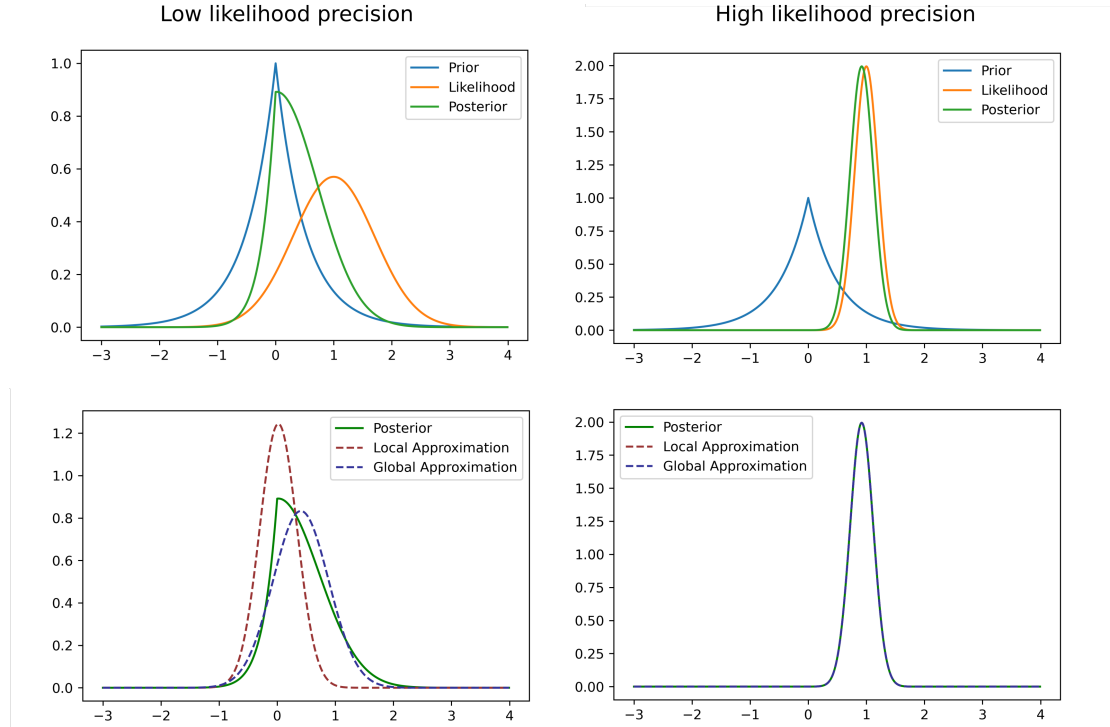 Low likelihood precision
High likelihood precision
1.0
0.8
0.6
0.4
0.2
0.0
−3 −2 −1 0 1 2 3 4
Prior
Likelihood
Posterior
2.00
1.75
1.50
1.25
1.00
0.75
0.50
0.25
0.00
−3 −2 −1 0 1 2 3 4
Prior
Likelihood
Posterior
1.2
1.0
0.8
0.6
0.4
0.2
0.0
−3 −2 −1 0 1 2 3 4
Posterior
Local Approximation
Global Approximation
2.00
1.75
1.50
1.25
1.00
0.75
0.50
0.25
0.00
−3 −2 −1 0 1 2 3 4
Posterior
Local Approximation
Global Approximation